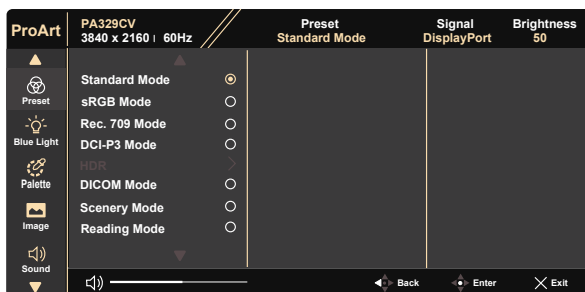 ProArt
PA329CV
3840 x 2160 | 60Hz
Preset
Standard Mode
Signal
DisplayPort
Brightness
50
Preset
Blue Light
Palette
Image
Sound
Standard Mode
sRGB Mode
Rec. 709 Mode
DCI-P3 Mode
HDR
DICOM Mode
Scenery Mode
Reading Mode
Back
Enter
Exit